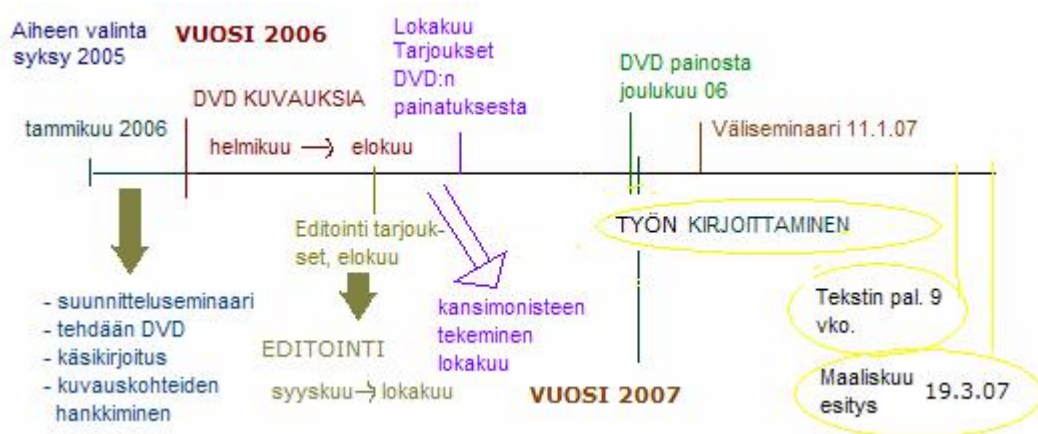 Aiheen valinta
syksy 2005
VUOSI 2006
Lokakuu
Tarjoukset
DVD:n
painatuksesta
DVD painosta
joulukuu 06
DVD KUVAUKSIA
tammikuu 2006
helmikuu → elokuu
Väliseminaari 11.1.07
Editointi tarjouk-
set, elokuu
TYÖN KIRJOITTAMINEN
- suunnitteluseminaari
- tehdään DVD
- käsikirjoitus
- kuvauskohteiden
hankkiminen
EDITOINTI
syyskuu → lokakuu
kansimonisteen
tekeminen
lokakuu
VUOSI 2007
Tekstin pal. 9
vko.
Maaliskuu
esitys 19.3.07